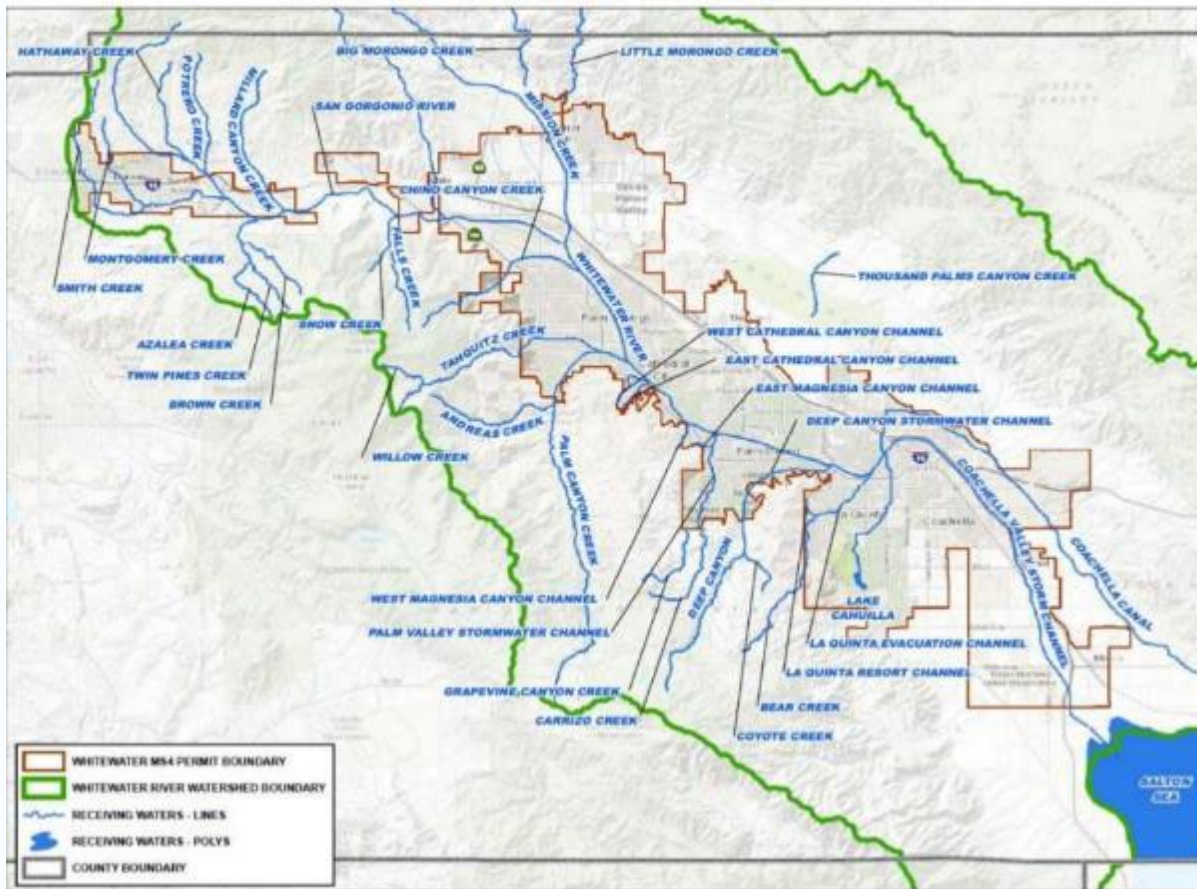 HATHAWAY CREEK
BIG MORONGO CREEK
LITTLE MORONGO CREEK
POTRERO CREEK
MILLARD CANYON CREEK
SAN GORGONIO RIVER
MISSION CREEK
CHINO CANYON CREEK
MONTGOMERY CREEK
SMITH CREEK
FALLS CREEK
WHITEWATER RIVER
THOUSAND PALMS CANYON CREEK
SNOW CREEK
AZALEA CREEK
TWIN PINES CREEK
BROWN CREEK
TAHQUITZ CREEK
WEST CATHEDRAL CANYON CHANNEL
EAST CATHEDRAL CANYON CHANNEL
EAST MAGNESIA CANYON CHANNEL
DEEP CANYON STORMWATER CHANNEL
ANDREAS CREEK
WILLOW CREEK
PALM CANYON CREEK
COACHELLA VALLEY STORM CHANNEL
COACHELLA CANAL
Coachella
DEEP CANYON
WEST MAGNESIA CANYON CHANNEL
PALM VALLEY STORMWATER CHANNEL
LAKE
CAHUILLA
LA QUINTA EVACUATION CHANNEL
LA QUINTA RESORT CHANNEL
GRAPEVINE CANYON CREEK
CARRIZO CREEK
BEAR CREEK
COYOTE CREEK
SALTON
SEA
WHITEWATER MS4 PERMIT BOUNDARY
WHITEWATER RIVER WATERSHED BOUNDARY
RECEIVING WATERS - LINES
RECEIVING WATERS - POLYS
COUNTY BOUNDARY